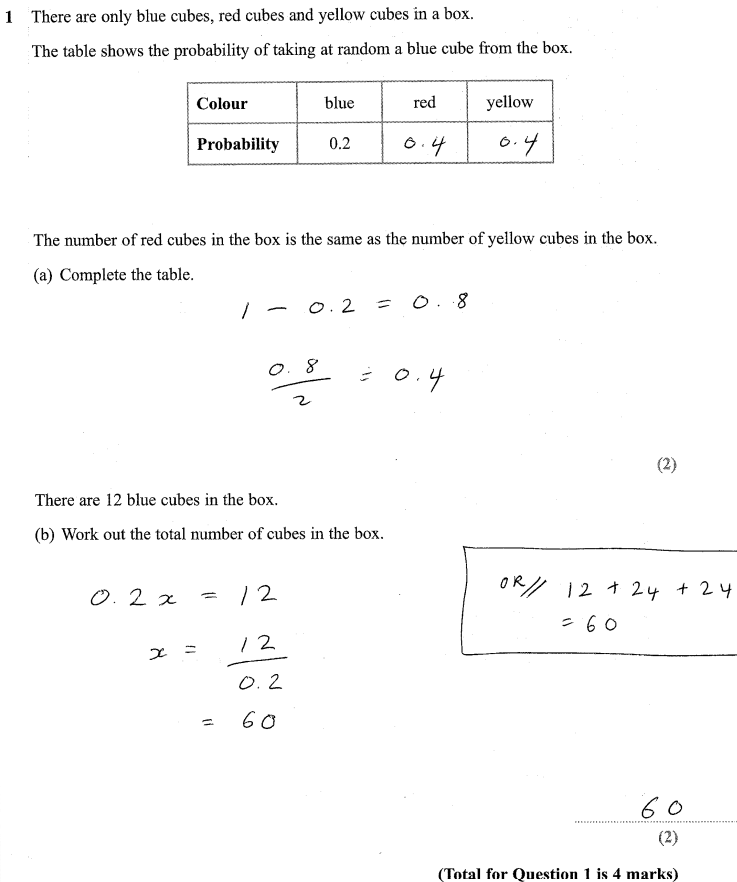 1 There are only blue cubes, red cubes and yellow cubes in a box.
The table shows the probability of taking at random a blue cube from the box.
Colour blue red yellow
Probability 0.2 0.4 0.4
The number of red cubes in the box is the same as the number of yellow cubes in the box.
(a) Complete the table.
1 - 0.2 = 0.8
0.8
2
= 0.4
(2)
There are 12 blue cubes in the box.
(b) Work out the total number of cubes in the box.
0.2x = 12
x = 12
0.2
= 60
OR// 12 + 24 + 24
= 60
60
(2)
(Total for Question 1 is 4 marks)